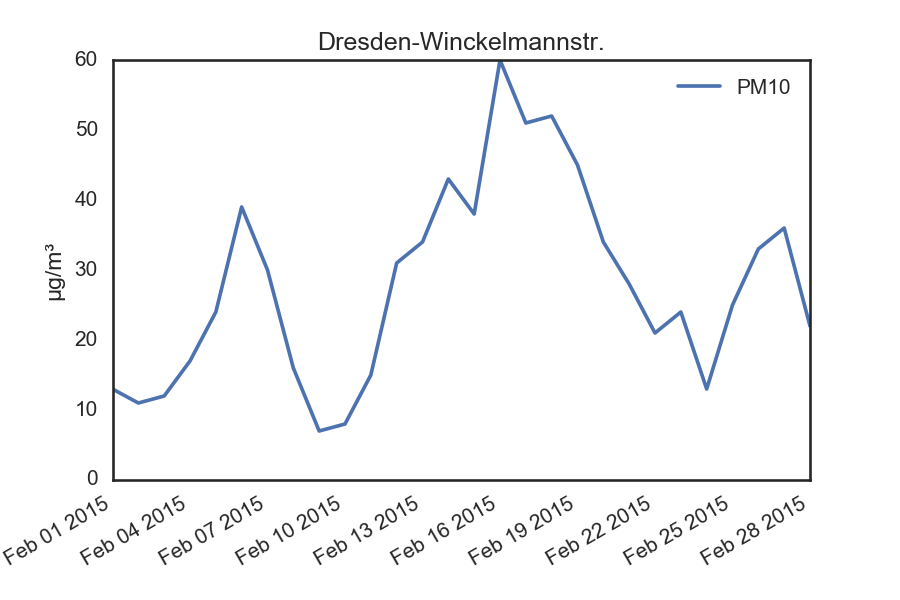 Dresden-Winckelmannstr.
60
50
40
30
20
10
0
µg/m³
PM10
Feb 01 2015
Feb 04 2015
Feb 07 2015
Feb 10 2015
Feb 13 2015
Feb 16 2015
Feb 19 2015
Feb 22 2015
Feb 25 2015
Feb 28 2015